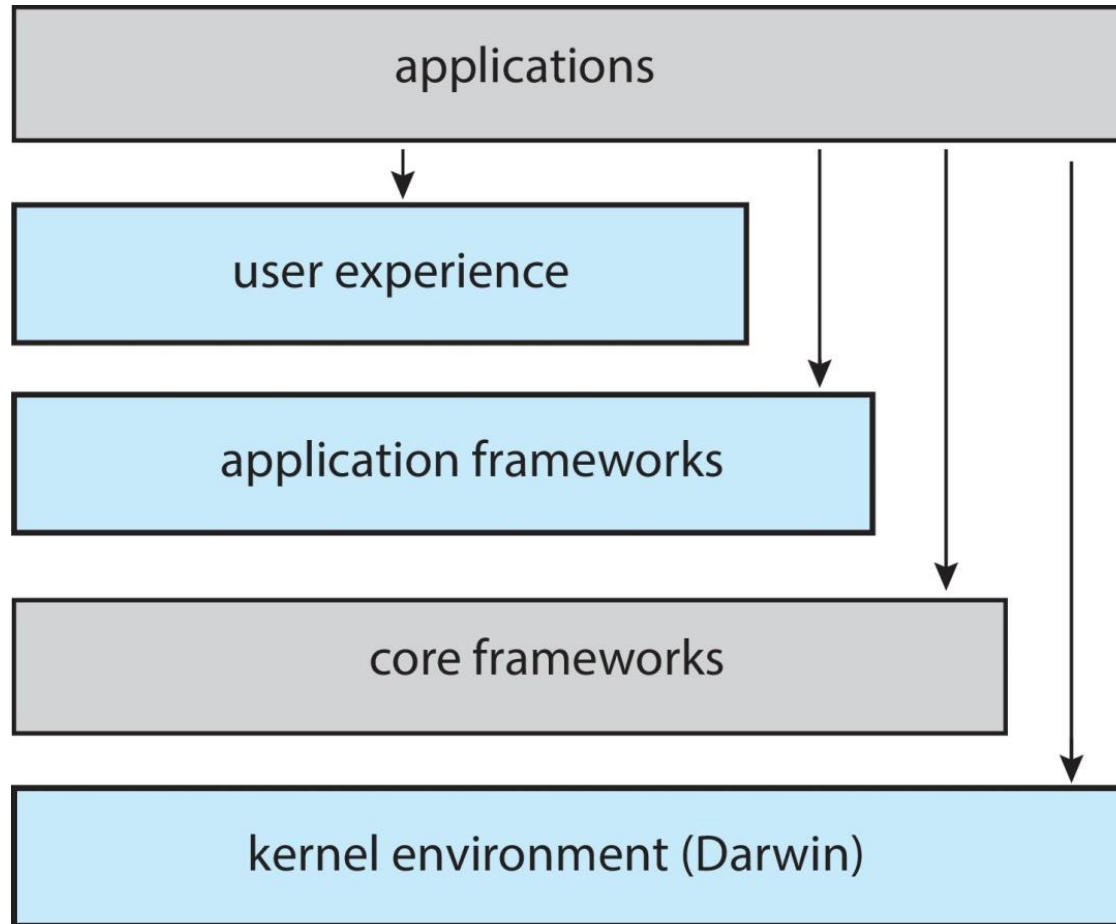 applications
user experience
application frameworks
core frameworks
kernel environment (Darwin)